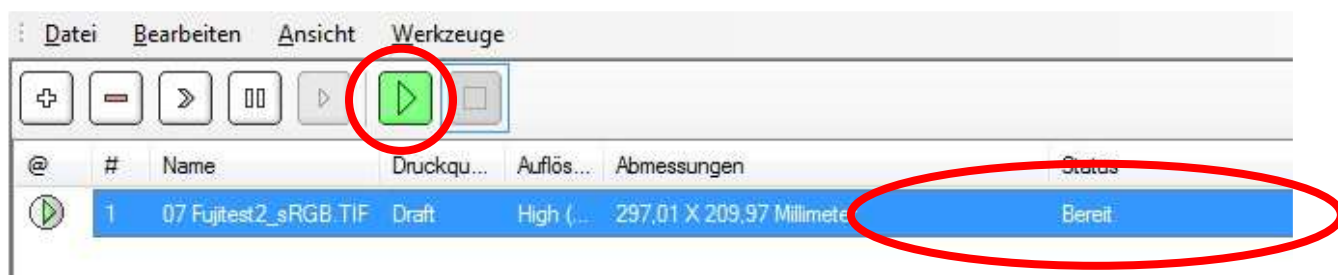 Datei Bearbeiten Ansicht Werkzeuge
@ # Name Druckqu... Auflös... Abmessungen Status
1 07 Fujitest2_sRGB.TIF Draft High (... 297,01 X 209,97 Millimete Bereit